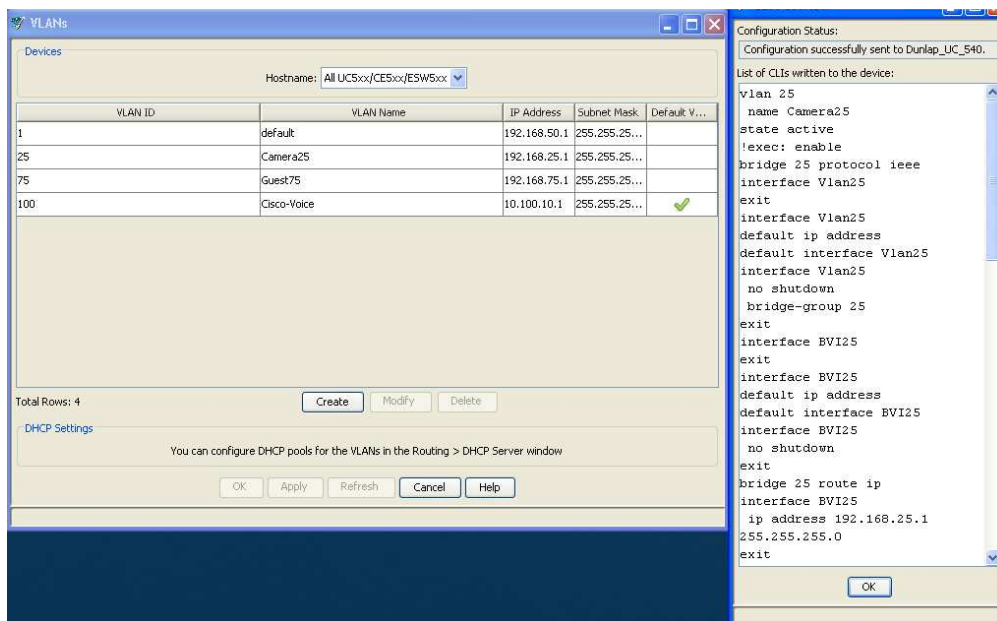 VLANs
Devices
Hostname: All UC5xx/CE5xx/ESW5xx
VLAN ID VLAN Name IP Address Subnet Mask Default V...
1 default 192.168.50.1 255.255.25...
25 Camera25 192.168.25.1 255.255.25...
75 Guest75 192.168.75.1 255.255.25...
100 Cisco-Voice 10.100.10.1 255.255.25...
Total Rows: 4
Create Modify Delete
DHCP Settings
You can configure DHCP pools for the VLANs in the Routing > DHCP Server window
OK Apply Refresh Cancel Help
Configuration Status:
Configuration successfully sent to Dunlap_UC_540.
List of CLIs written to the device:
vlan 25
name Camera25
state active
!exec: enable
bridge 25 protocol ieee
interface Vlan25
exit
interface Vlan25
default ip address
default interface Vlan25
interface Vlan25
no shutdown
bridge-group 25
exit
interface BVI25
exit
interface BVI25
default ip address
default interface BVI25
interface BVI25
no shutdown
exit
bridge 25 route ip
interface BVI25
ip address 192.168.25.1
255.255.255.0
exit
OK